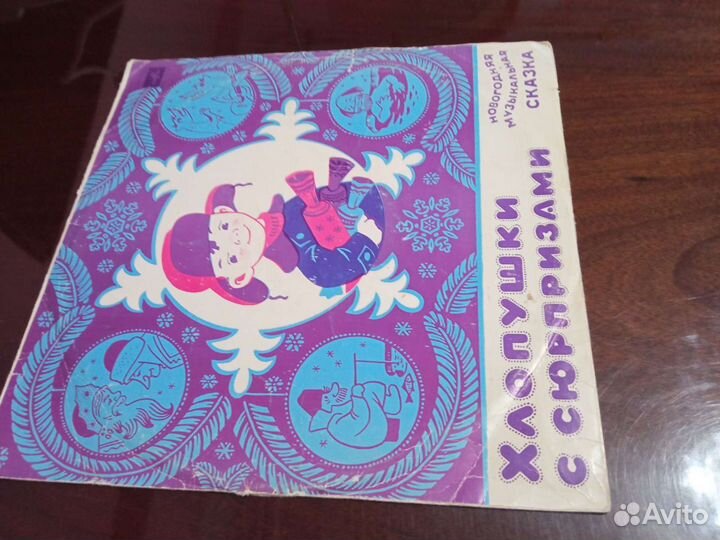 НОВОГОДНЯЯ
МУЗЫКАЛЬНАЯ
СКАЗКА
ХЛОПУШКИ
С СЮРПРИЗАМИ
Avito